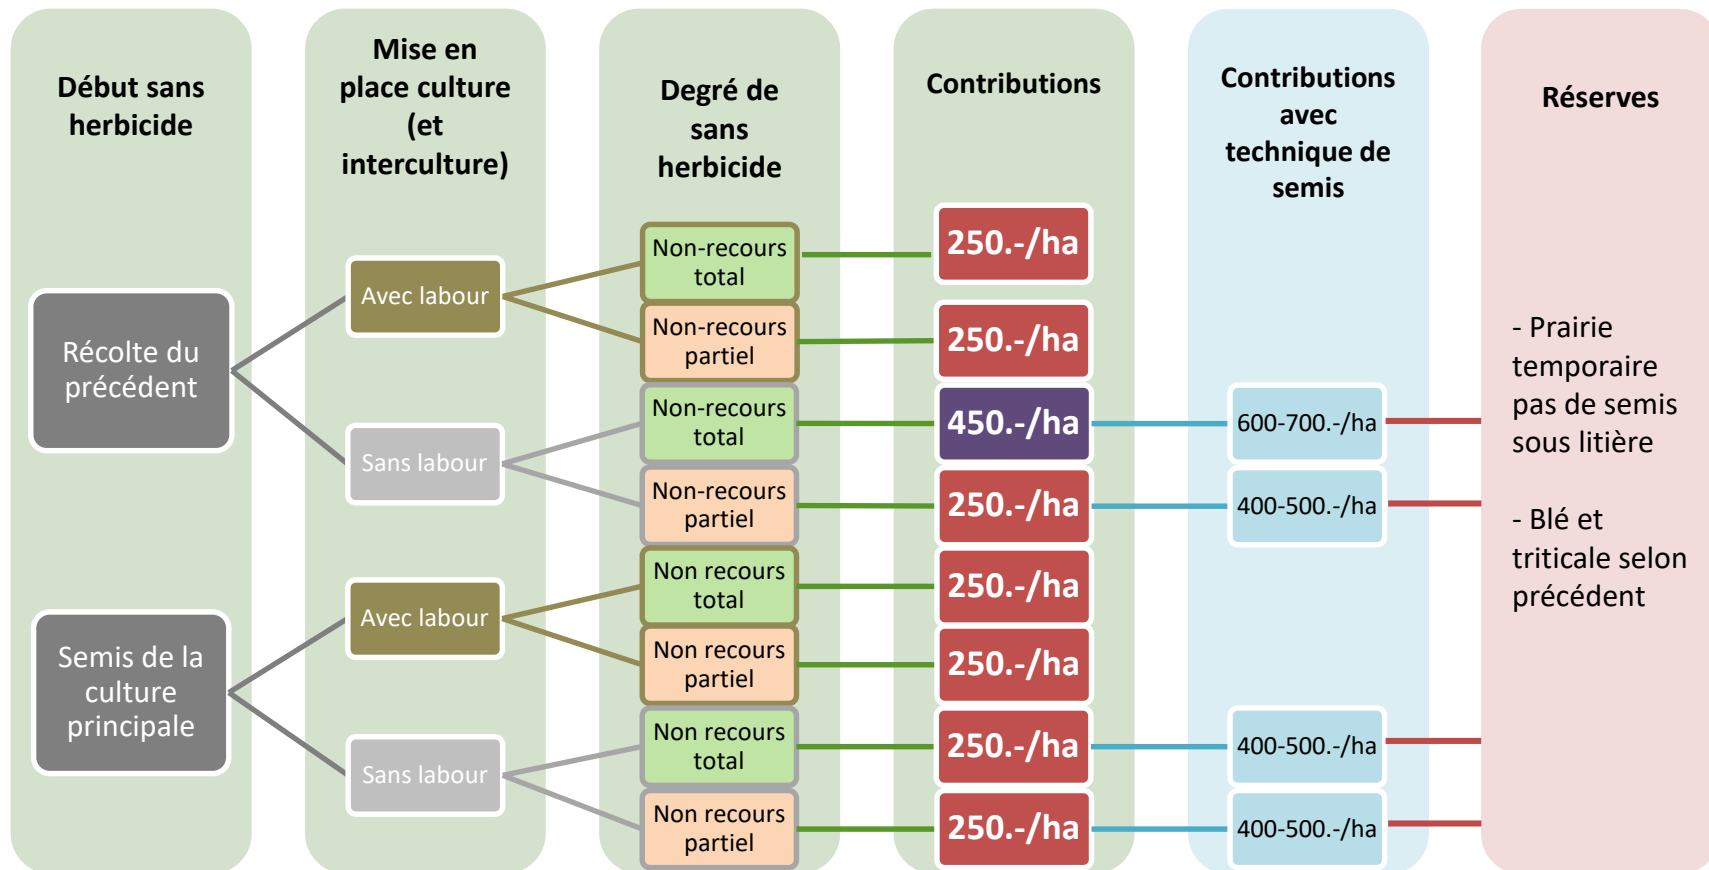 Début sans
herbicide
Mise en
place culture
(et
interculture)
Degré de
sans
herbicide
Contributions
Contributions
avec
technique de
semis
Réserves
Récolte du
précédent
Avec labour
Non-recours
total
250.-/ha
Non-recours
partiel
250.-/ha
Sans labour
Non-recours
total
450.-/ha
600-700.-/ha
Non-recours
partiel
250.-/ha
400-500.-/ha
Semis de la
culture
principale
Avec labour
Non recours
total
250.-/ha
Non recours
partiel
250.-/ha
Sans labour
Non recours
total
250.-/ha
400-500.-/ha
Non recours
partiel
250.-/ha
400-500.-/ha
- Prairie
temporaire
pas de semis
sous litière
- Blé et
triticale selon
précédent